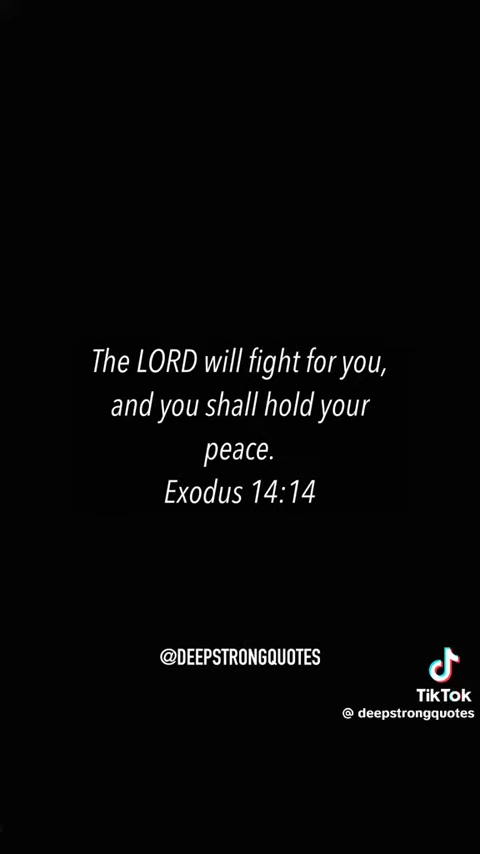 The LORD will fight for you,
and you shall hold your
peace.
Exodus 14:14
@DEEPSTRONGQUOTES
TikTok
@ deepstrongquotes